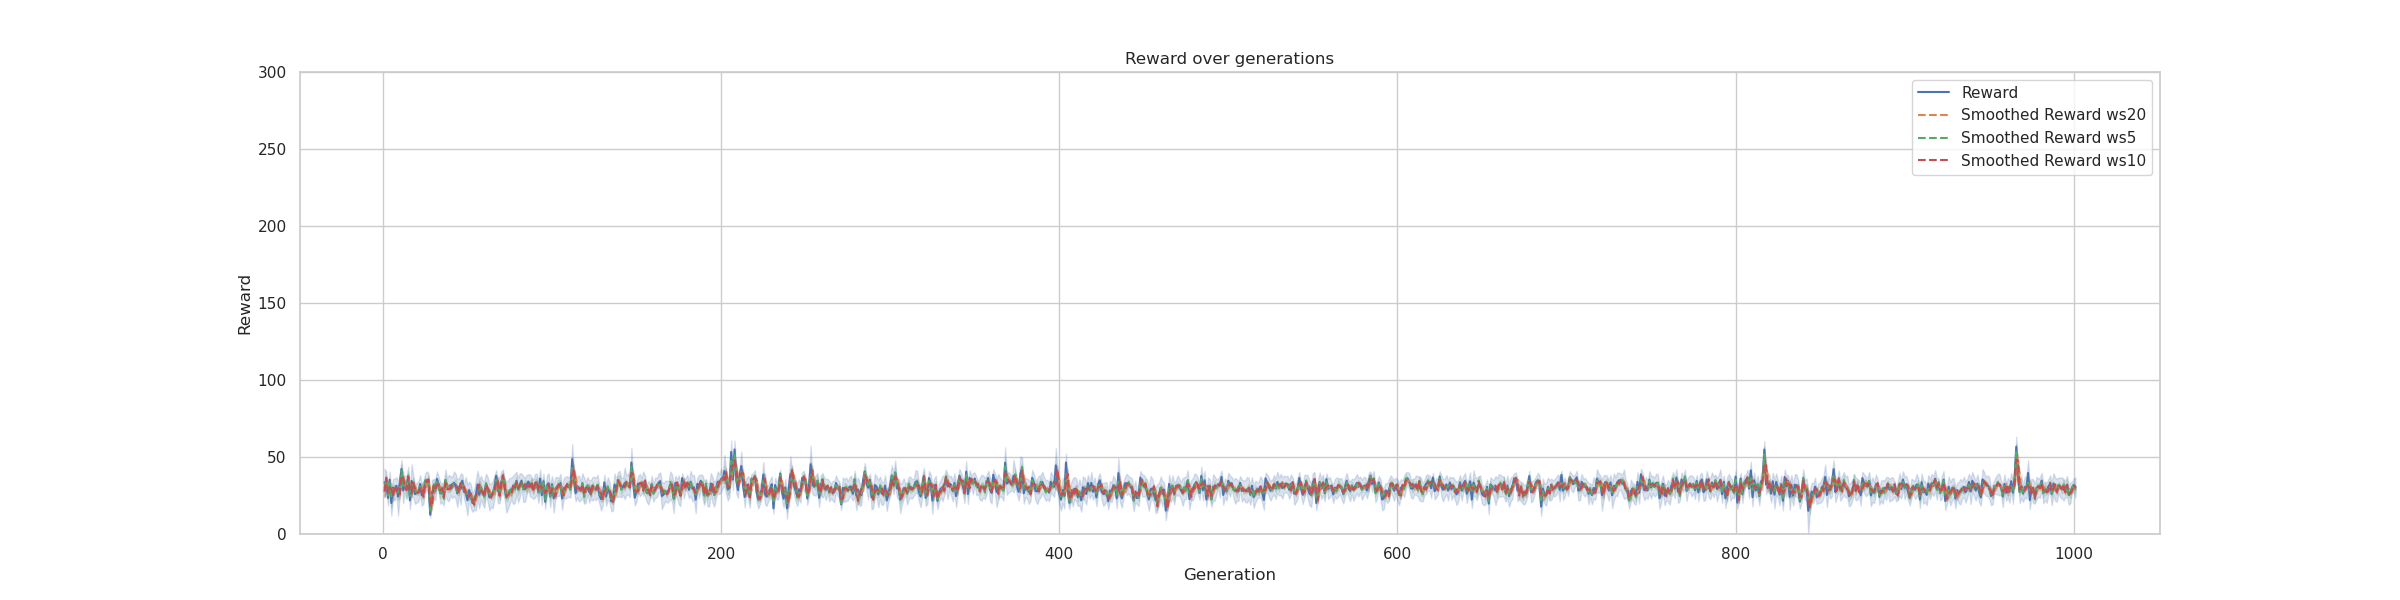 Reward over generations
300
250
200
150
100
50
0
Reward
0
200
400
600
800
1000
Generation
Reward
Smoothed Reward ws20
Smoothed Reward ws5
Smoothed Reward ws10